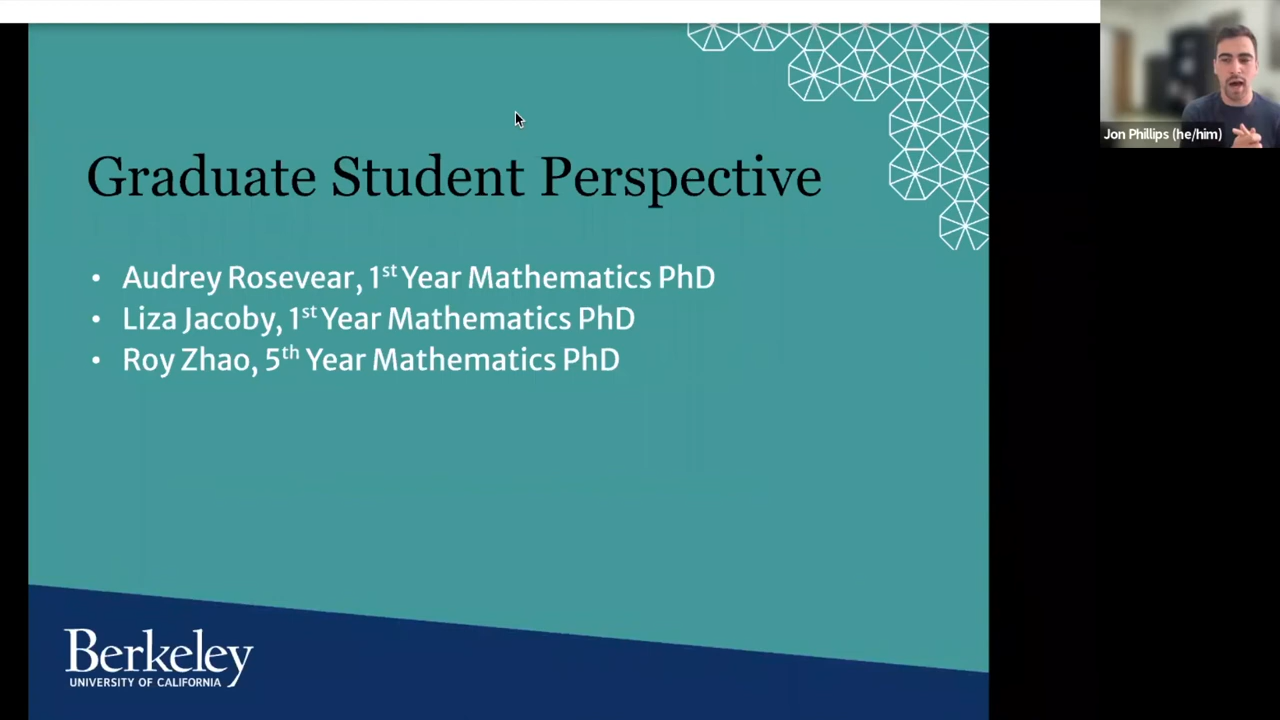 Graduate Student Perspective
• Audrey Rosevear, 1st Year Mathematics PhD
• Liza Jacoby, 1st Year Mathematics PhD
• Roy Zhao, 5th Year Mathematics PhD
Berkeley
UNIVERSITY OF CALIFORNIA
Jon Phillips (he/him)